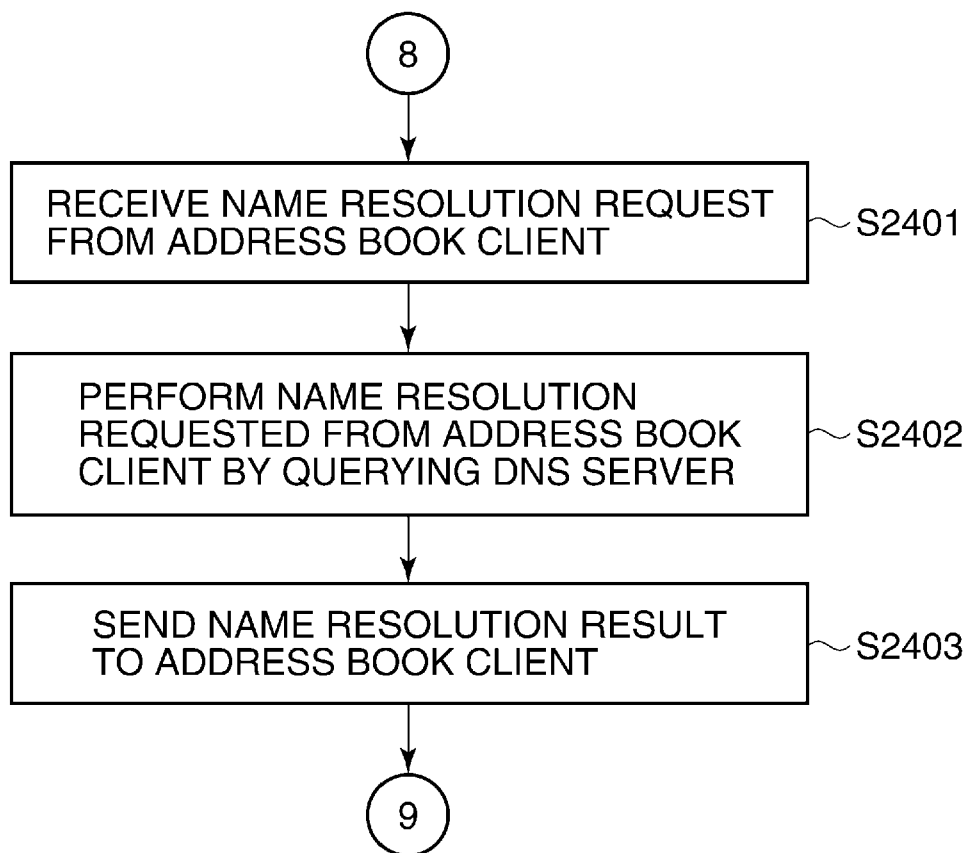 8
RECEIVE NAME RESOLUTION REQUEST
FROM ADDRESS BOOK CLIENT
S2401
PERFORM NAME RESOLUTION
REQUESTED FROM ADDRESS BOOK
CLIENT BY QUERYING DNS SERVER
S2402
SEND NAME RESOLUTION RESULT
TO ADDRESS BOOK CLIENT
S2403
9